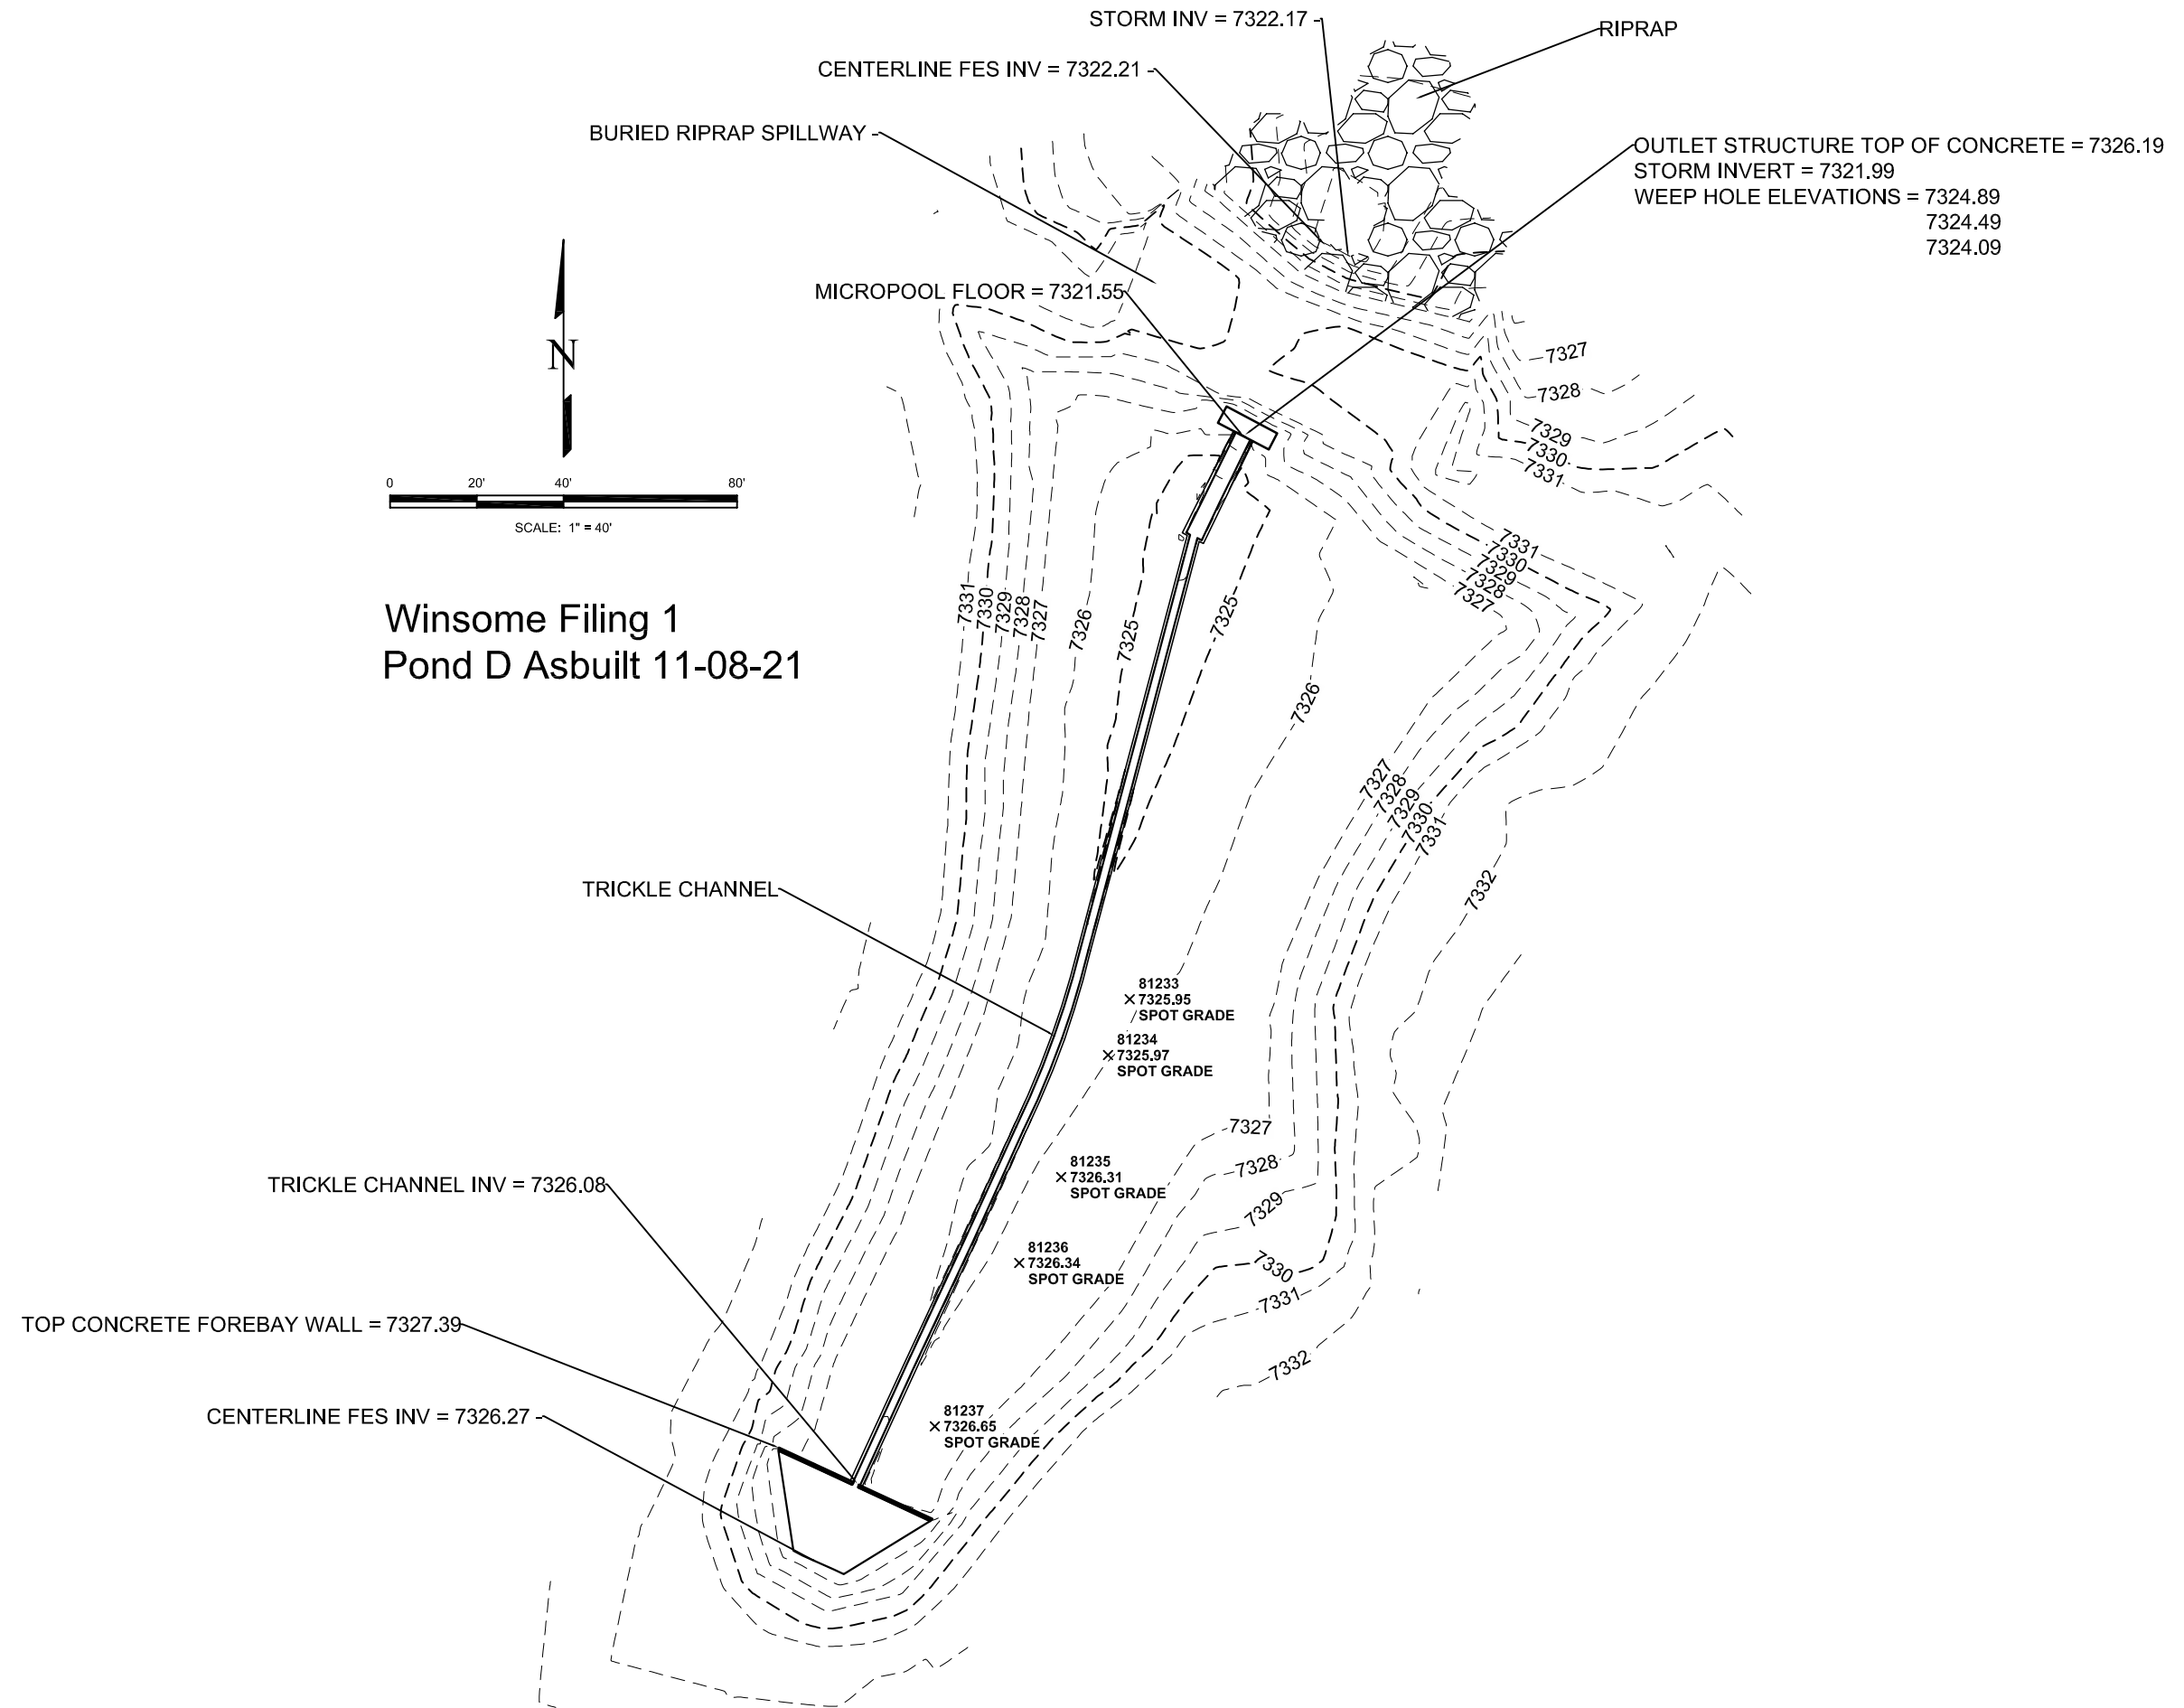 STORM INV = 7322.17
RIPRAP
CENTERLINE FES INV = 7322.21
BURIED RIPRAP SPILLWAY
OUTLET STRUCTURE TOP OF CONCRETE = 7326.19
STORM INVERT = 7321.99
WEEP HOLE ELEVATIONS = 7324.89
7324.49
7324.09
MICROPOOL FLOOR = 7321.55
N
0 20' 40' 80'
SCALE: 1" = 40'
Winsome Filing 1
Pond D Asbuilt 11-08-21
7327
7328
7329
7330
7331
7331
7330
7329
7328
7327
7331
7330
7329
7328
7327
7326
7325
7325
7326
7327
7328
7329
7330
7331
7332
TRICKLE CHANNEL
81233
7325.95
SPOT GRADE
81234
7325.97
SPOT GRADE
7327
7328
7329
7330
7331
7332
81235
7326.31
SPOT GRADE
TRICKLE CHANNEL INV = 7326.08
81236
7326.34
SPOT GRADE
TOP CONCRETE FOREBAY WALL = 7327.39
CENTERLINE FES INV = 7326.27
81237
7326.65
SPOT GRADE